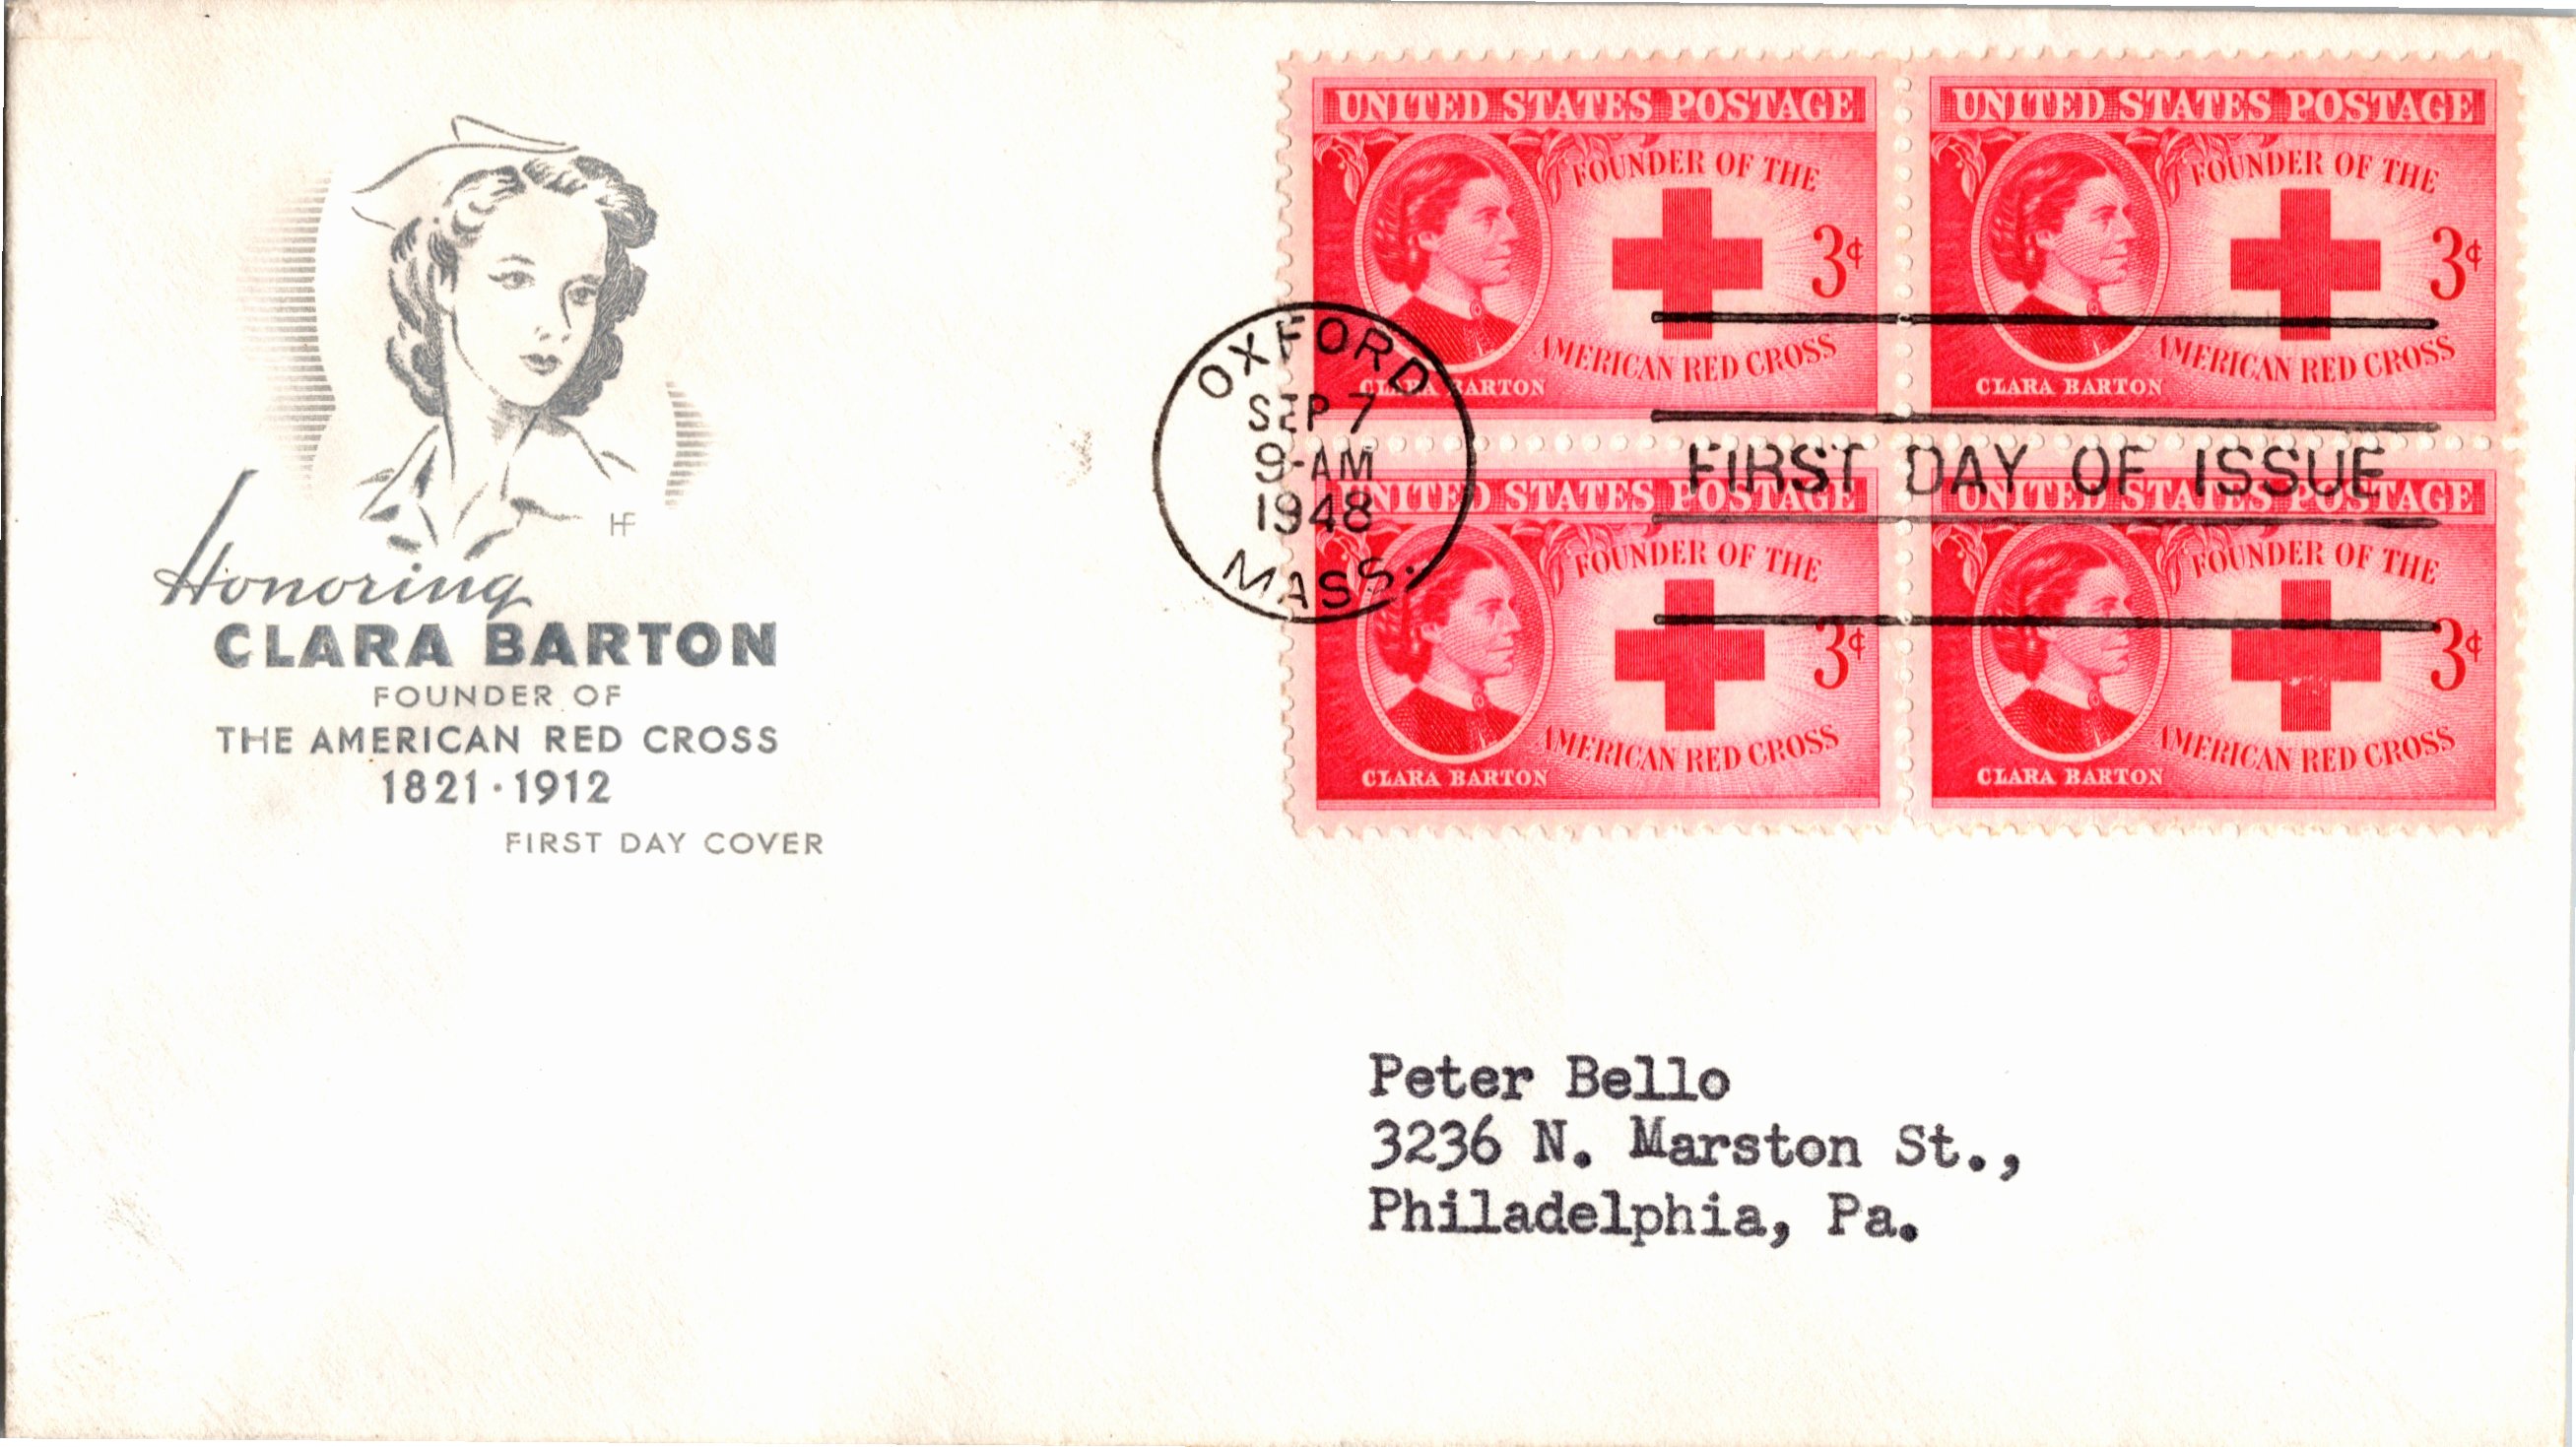 HF
Honoring
CLARA BARTON
FOUNDER OF
THE AMERICAN RED CROSS
1821·1912
FIRST DAY COVER
UNITED STATES POSTAGE
FOUNDER OF THE
3¢
AMERICAN RED CROSS
CLARA BARTON
UNITED STATES POSTAGE
FOUNDER OF THE
3¢
AMERICAN RED CROSS
CLARA BARTON
OXFORD
SEP 7
9-AM
1948
MASS.
FIRST DAY OF ISSUE
UNITED STATES POSTAGE
FOUNDER OF THE
3¢
AMERICAN RED CROSS
CLARA BARTON
UNITED STATES POSTAGE
FOUNDER OF THE
3¢
AMERICAN RED CROSS
CLARA BARTON
Peter Bello
3236 N. Marston St.,
Philadelphia, Pa.